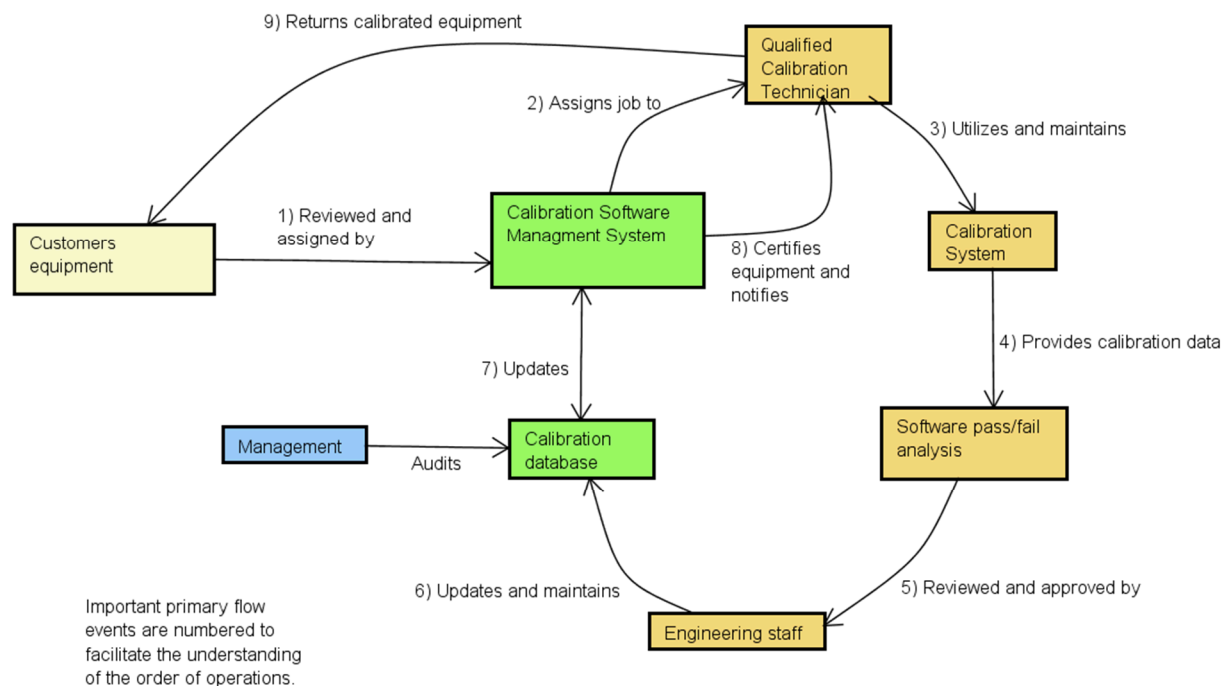 9) Returns calibrated equipment
Qualified
Calibration
Technician
2) Assigns job to
3) Utilizes and maintains
1) Reviewed and
assigned by
Calibration Software
Managment System
Customers
equipment
8) Certifies
equipment and
notifies
Calibration
System
4) Provides calibration data
7) Updates
Management
Audits
Calibration
database
Software pass/fail
analysis
6) Updates and maintains
5) Reviewed and approved by
Engineering staff
Important primary flow
events are numbered to
facilitate the understanding
of the order of operations.